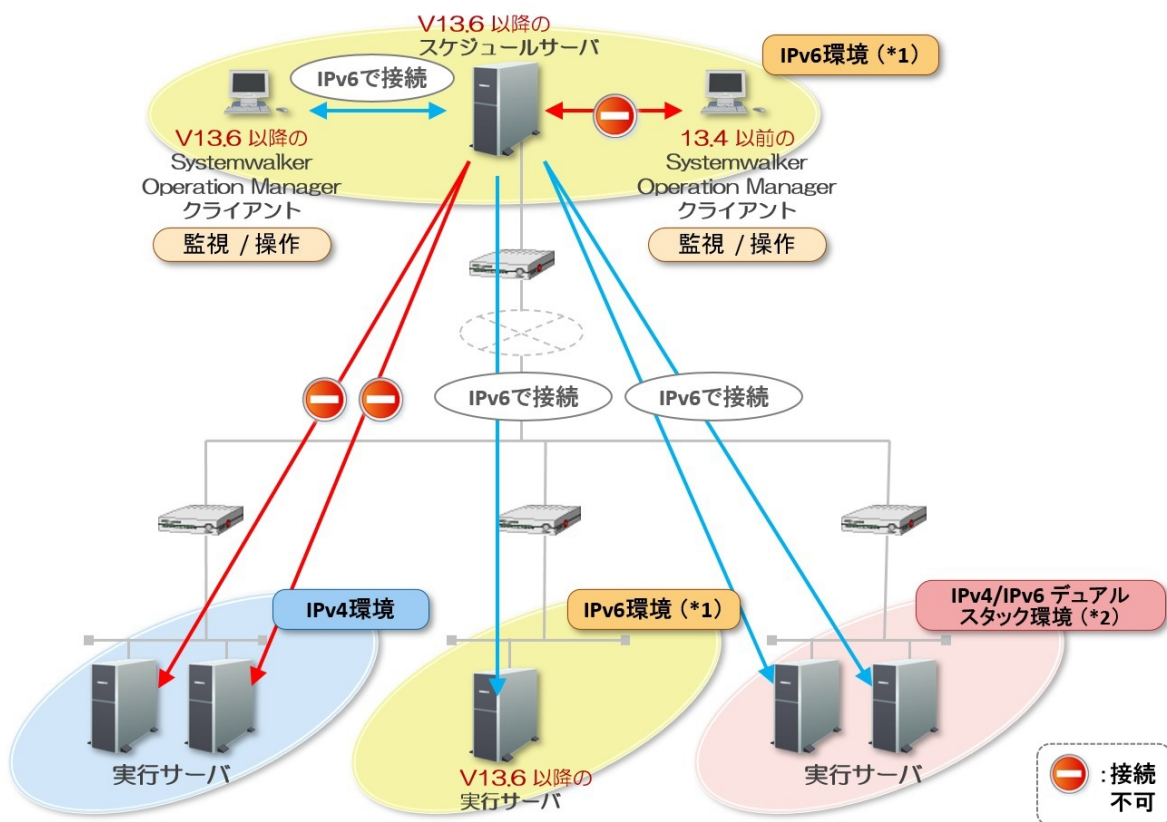 V13.6 以降の
スケジュールサーバ
IPv6環境(*1)
IPv6で接続
V13.6 以降の
Systemwalker
Operation Manager
クライアント
監視 / 操作
13.4 以前の
Systemwalker
Operation Manager
クライアント
監視 / 操作
IPv6で接続
IPv6で接続
IPv4環境
IPv6環境(*1)
IPv4/IPv6 デュアル
スタック環境(*2)
実行サーバ
V13.6 以降の
実行サーバ
実行サーバ
:接続
不可